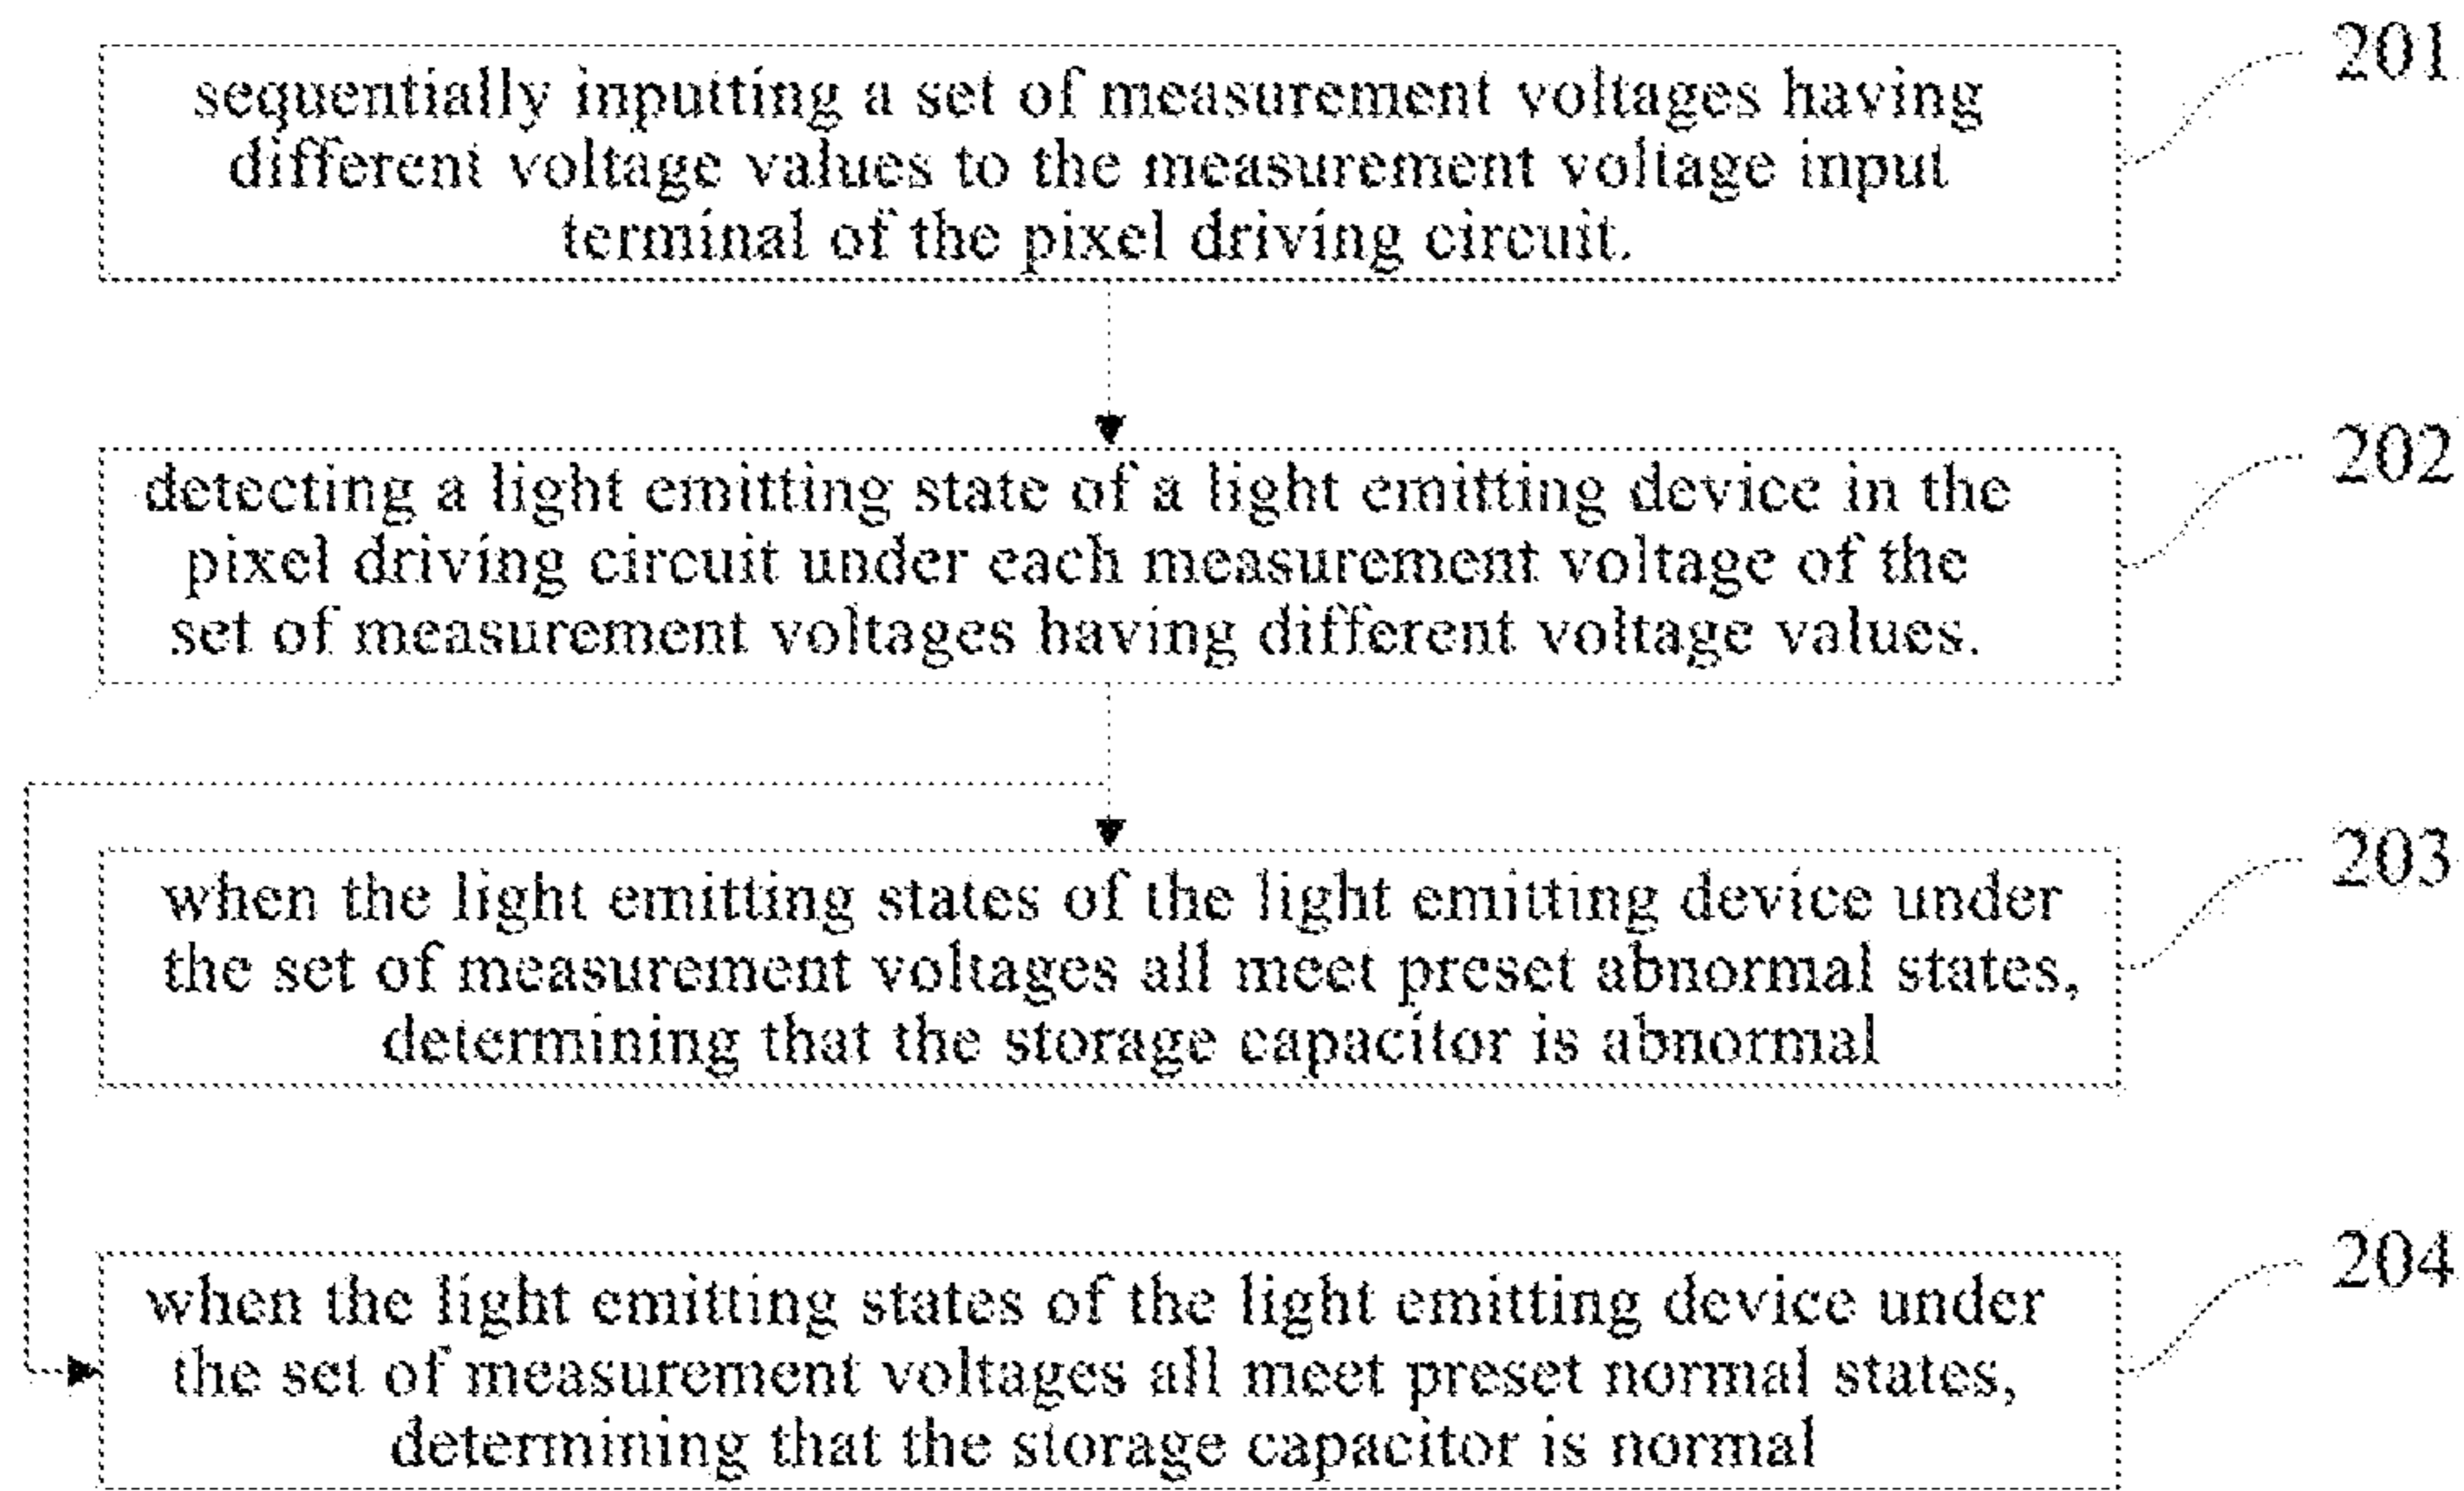 sequentially inputting a set of measurement voltages having
different voltage values to the measurement voltage input
terminal of the pixel driving circuit.
201
detecting a light emitting state of a light emitting device in the
pixel driving circuit under each measurement voltage of the
set of measurement voltages having different voltage values.
202
when the light emitting states of the light emitting device under
the set of measurement voltages all meet preset abnormal states,
determining that the storage capacitor is abnormal
203
when the light emitting states of the light emitting device under
the set of measurement voltages all meet preset normal states,
determining that the storage capacitor is normal
204